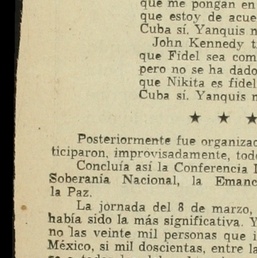 que me pongan en
que estoy de acue
Cuba sí. Yanquis n
John Kennedy t
que Fidel sea com
pero no se ha dado
que Nikita es fidel
Cuba sí. Yanquis n
★ ★ ★
Posteriormente fue organizad
ticiparon, improvisadamente, tod
Concluía así la Conferencia I
Soberanía Nacional, la Emanc
la Paz.
La jornada del 8 de marzo,
había sido la más significativa. Y
no las veinte mil personas que i
México, si mil doscientas, entre la